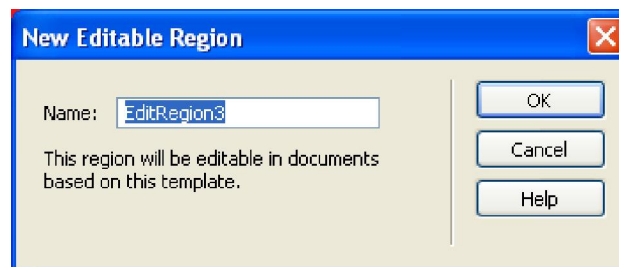 New Editable Region
Name: EditRegion3
This region will be editable in documents
based on this template.
OK
Cancel
Help